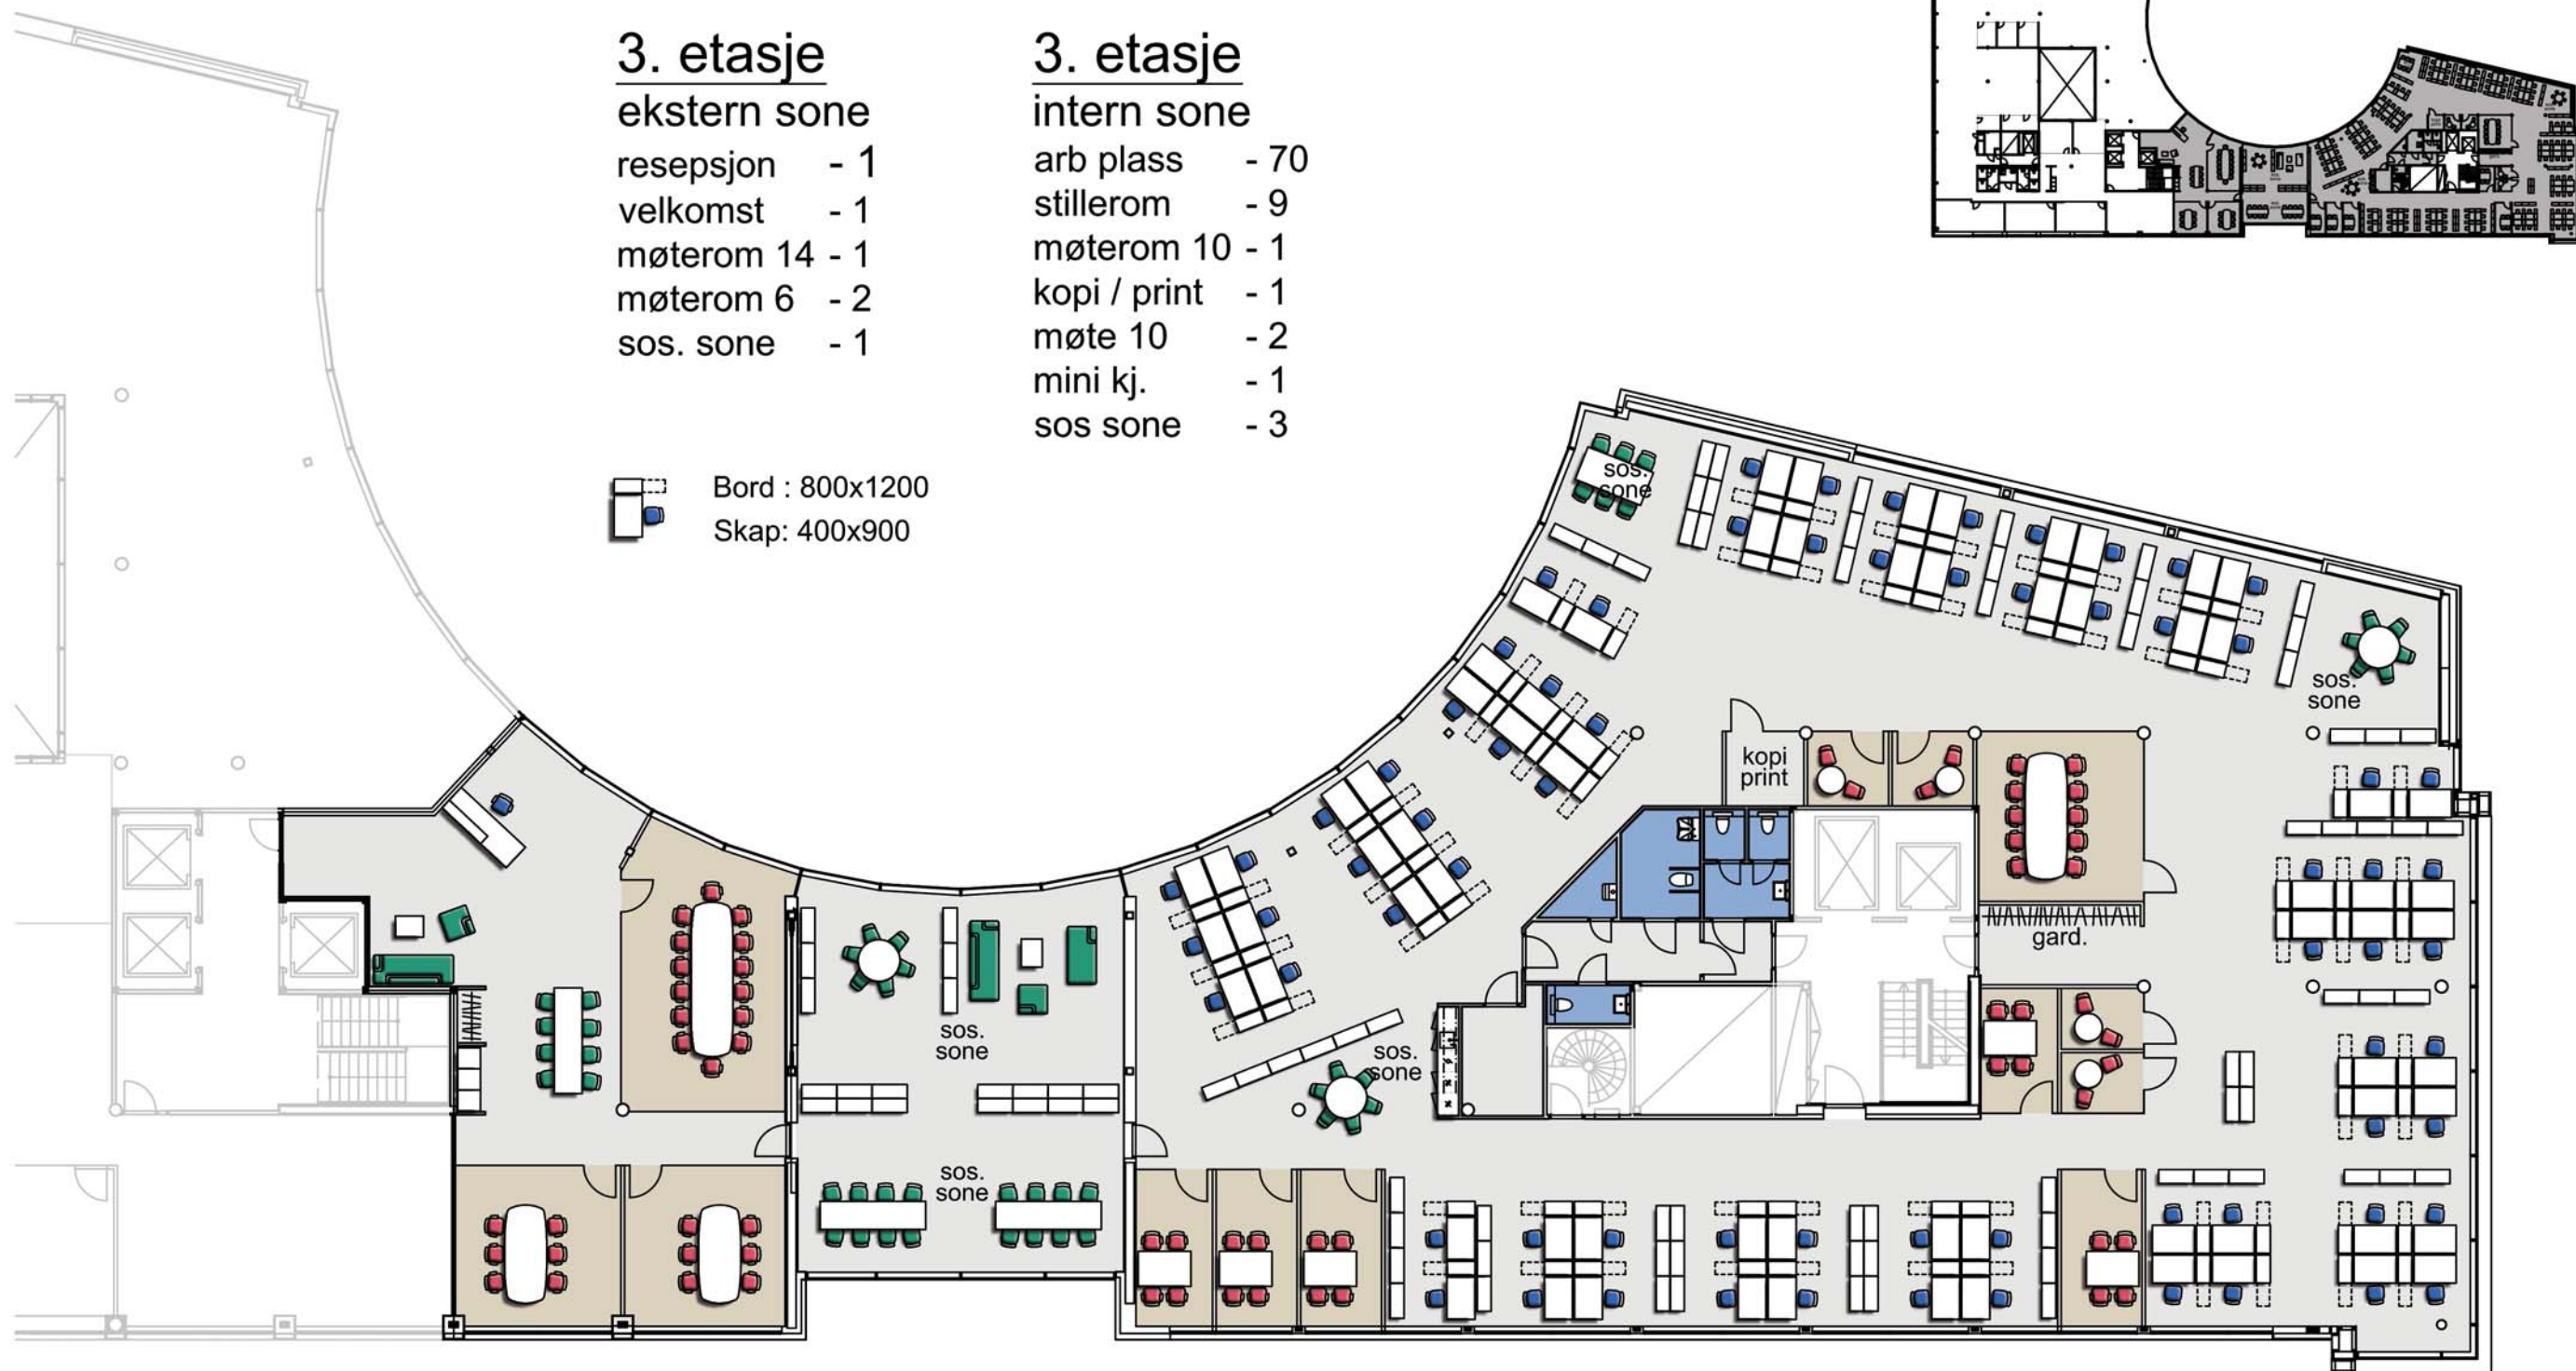 3. etasje
ekstern sone
resepsjon - 1
velkomst - 1
møterom 14 - 1
møterom 6 - 2
sos. sone - 1
3. etasje
intern sone
arb plass - 70
stillerom - 9
møterom 10 - 1
kopi / print - 1
møte 10 - 2
mini kj. - 1
sos sone - 3
Bord : 800x1200
Skap: 400x900
sos.
sone
sos.
sone
kopi
print
gard.
sos.
sone
sos.
sone
sos.
sone